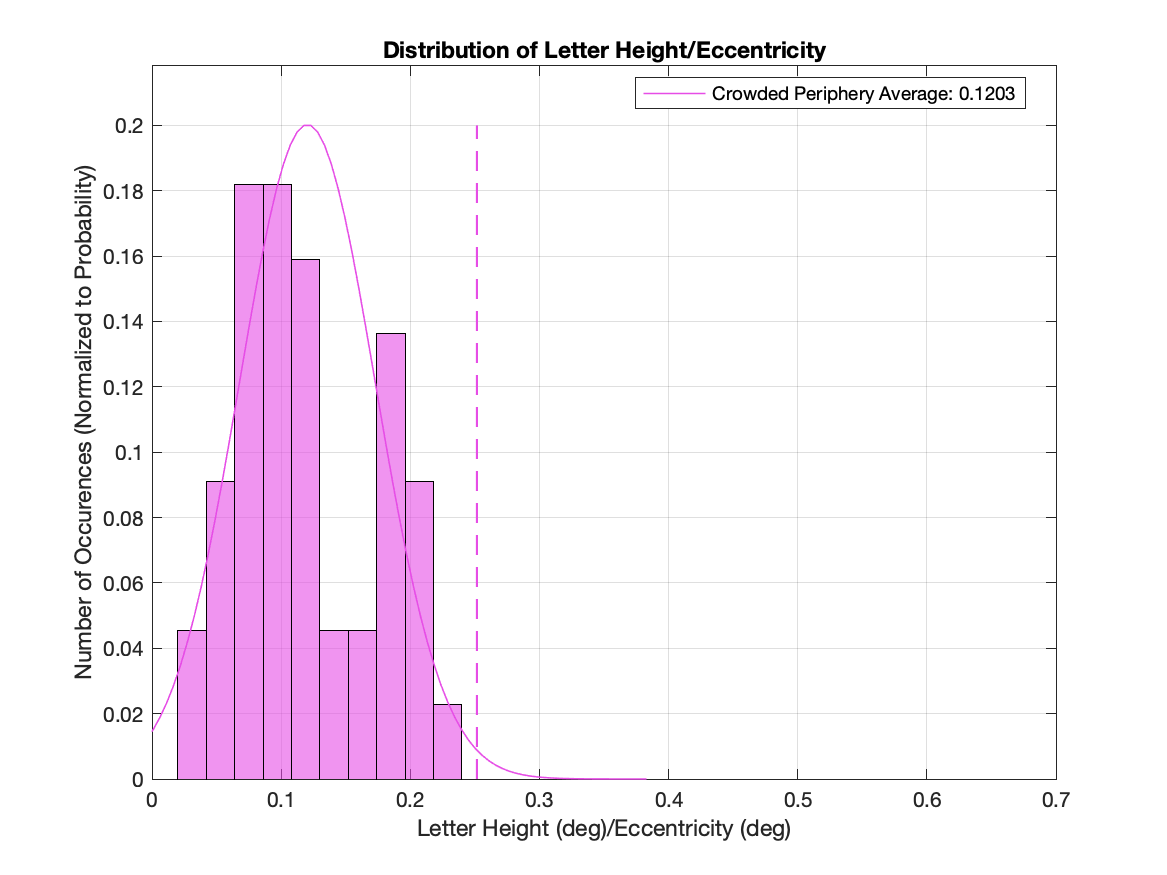 Distribution of Letter Height/Eccentricity
Crowded Periphery Average: 0.1203
Number of Occurences (Normalized to Probability)
0.2
0.18
0.16
0.14
0.12
0.1
0.08
0.06
0.04
0.02
0
0 0.1 0.2 0.3 0.4 0.5 0.6 0.7
Letter Height (deg)/Eccentricity (deg)